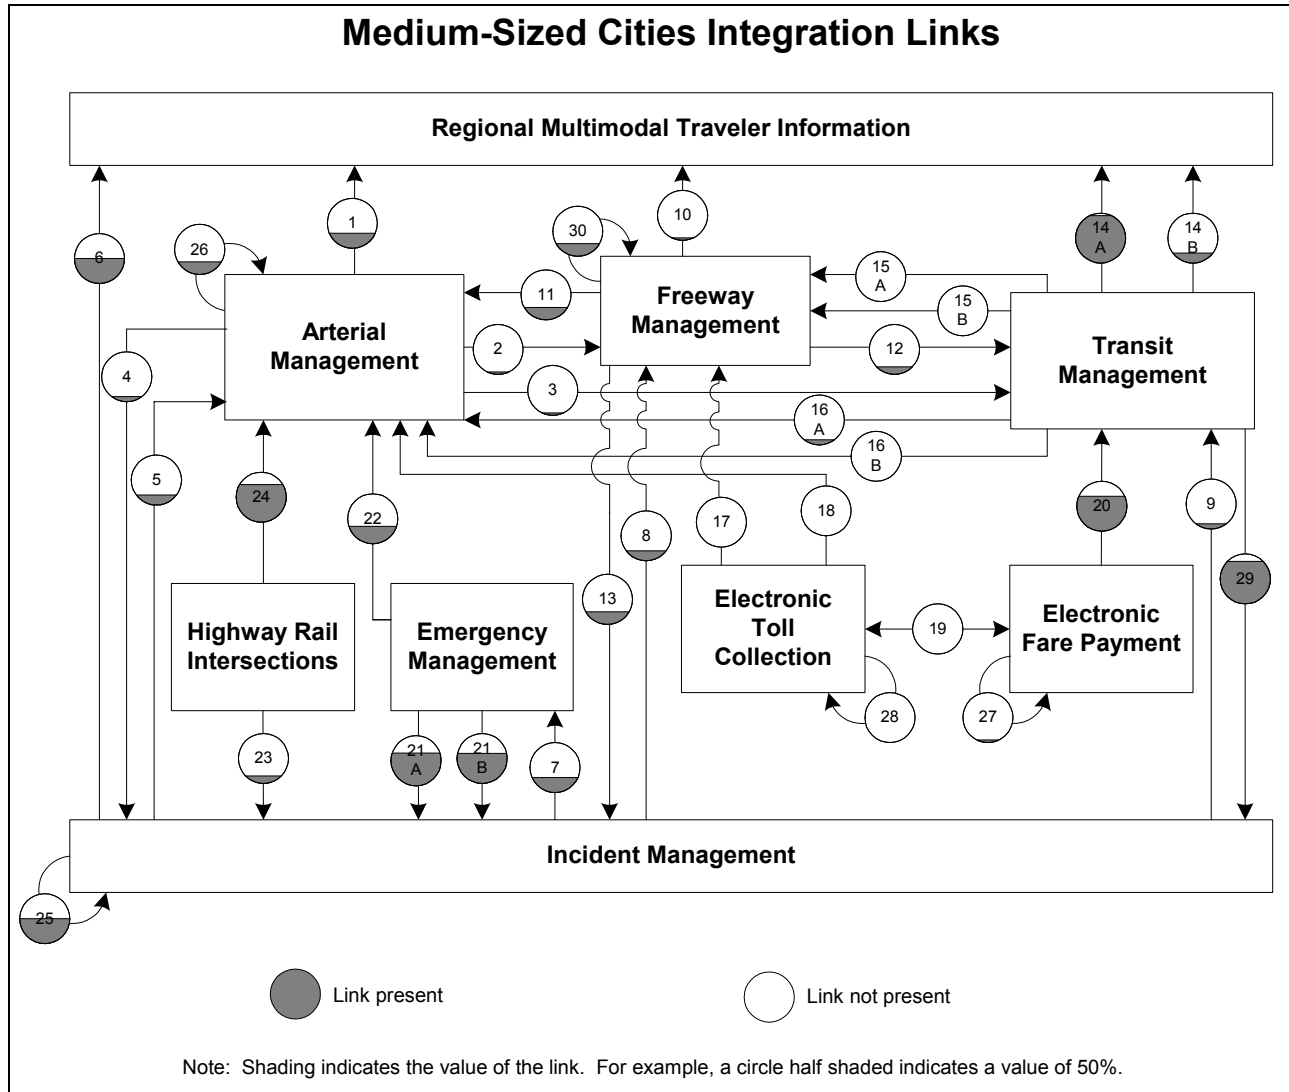 Medium-Sized Cities Integration Links
Regional Multimodal Traveler Information
6
1
10
14
A
14
B
26
30
15
A
15
B
11
Freeway
Management
Arterial
Management
2
12
Transit
Management
4
3
16
A
16
B
5
24
22
8
17
18
20
9
29
13
Highway Rail
Intersections
Emergency
Management
Electronic
Toll
Collection
19
Electronic
Fare Payment
28
27
23
21
A
21
B
7
Incident Management
25
Link present
Link not present
Note: Shading indicates the value of the link. For example, a circle half shaded indicates a value of 50%.